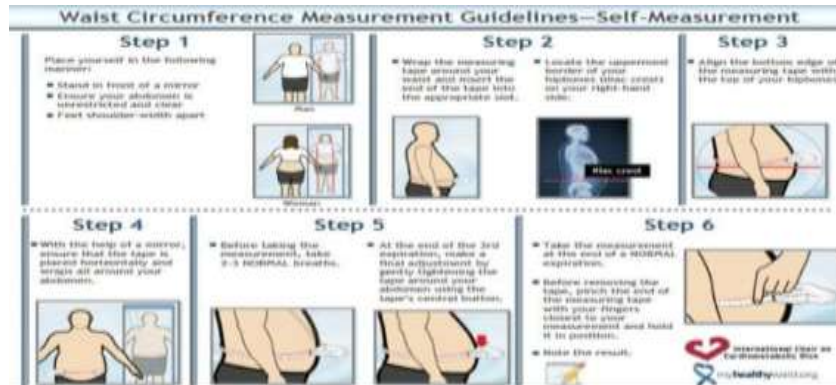 Waist Circumference Measurement Guidelines—Self-Measurement
Step 1
Place yourself in the following
manner:
Stand in front of a mirror
Ensure your abdomen is
unrestricted and clear
Feet shoulder-width apart
Man
Woman
Step 2
Wrap the measuring
tape around your
waist and insert the
end of the tape into
the appropriate slot.
Locate the uppermost
border of your
hipbones (iliac crest)
on your right-hand
side.
Iliac crest
Step 3
Align the bottom edge of
the measuring tape with
the top of your hipbones
Step 4
With the help of a mirror,
ensure that the tape is
placed horizontally and
wraps all around your
abdomen.
Step 5
Before taking the
measurement, take
2-3 NORMAL breaths.
At the end of the 3rd
expiration, make a
final adjustment by
gently tightening the
tape around your
abdomen using the
tape's central button.
Step 6
Take the measurement
at the end of a NORMAL
expiration.
Before removing the
tape, pinch the end of
the measuring tape
with your fingers
closest to your
measurement and hold
it in position.
Note the result.
International Chair on
Cardiometabolic Risk
myhealthywaist.org